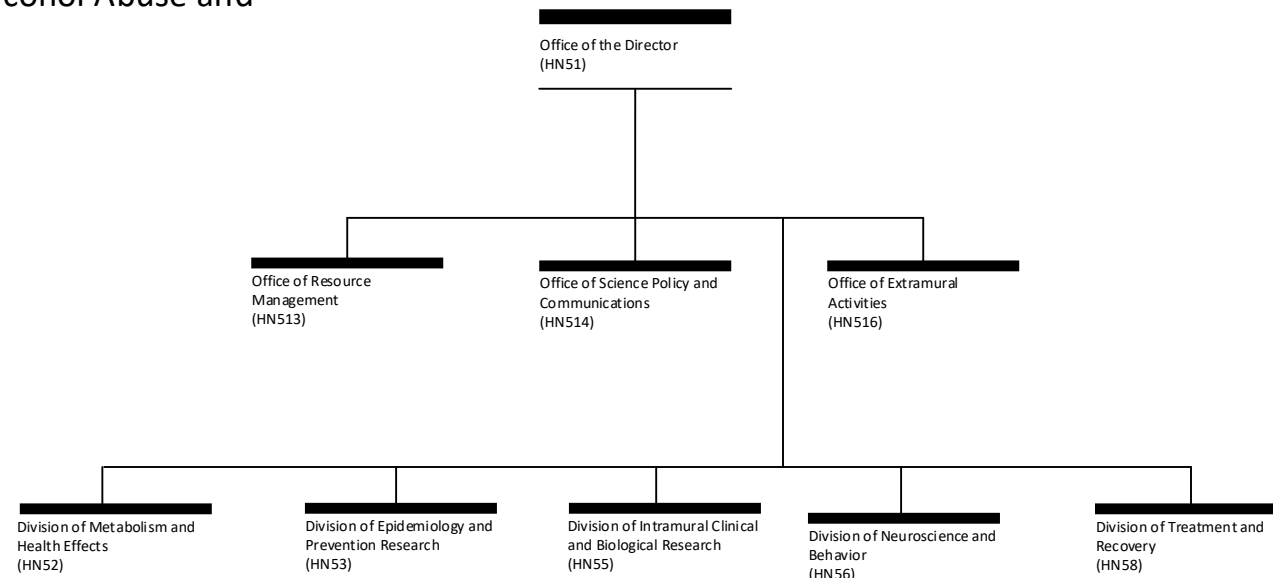 cohol Abuse and
Office of the Director
(HN51)
Office of Resource
Management
(HN513)
Office of Science Policy and
Communications
(HN514)
Office of Extramural
Activities
(HN516)
Division of Metabolism and
Health Effects
(HN52)
Division of Epidemiology and
Prevention Research
(HN53)
Division of Intramural Clinical
and Biological Research
(HN55)
Division of Neuroscience and
Behavior
(HN56)
Division of Treatment and
Recovery
(HN58)